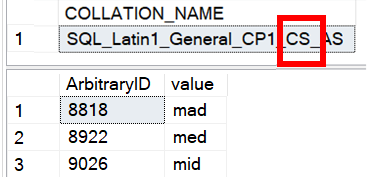 COLLATION_NAME
1 SQL_Latin1_General_CP1_CS_AS
ArbitraryID value
1 8818 mad
2 8922 med
3 9026 mid